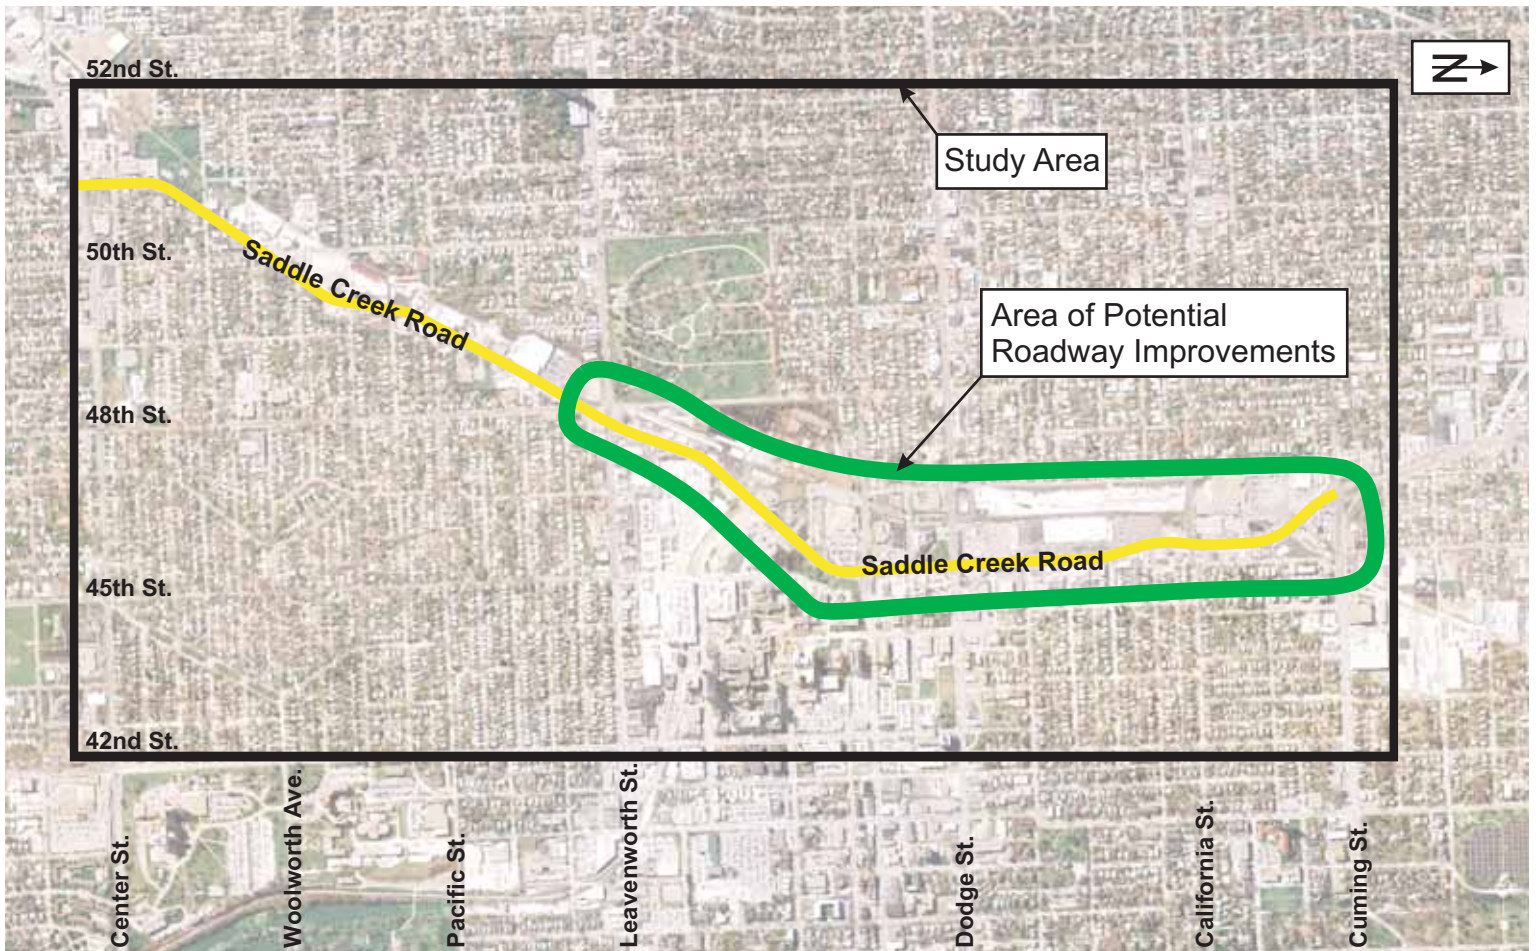 52nd St.
N
Study Area
50th St.
Saddle Creek Road
Area of Potential
Roadway Improvements
48th St.
Saddle Creek Road
45th St.
42nd St.
Center St.
Woolworth Ave.
Pacific St.
Leavenworth St.
Dodge St.
California St.
Cuming St.